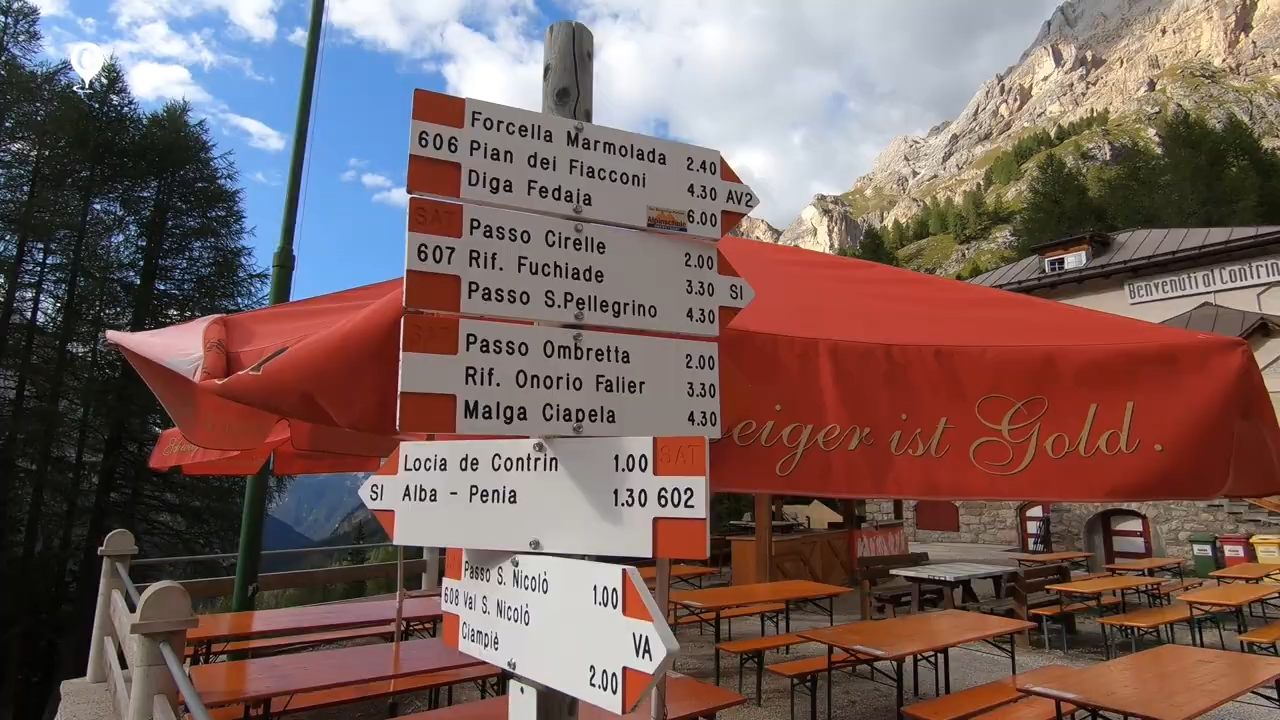 Forcella Marmolada 2.40
606 Pian dei Fiacconi 4.30 AV2
Diga Fedaja 6.00
SAT
Passo Cirelle 2.00
607 Rif. Fuchiade 3.30 SI
Passo S.Pellegrino 4.30
SAT
Passo Ombretta 2.00
Rif. Onorio Falier 3.30
Malga Ciapela 4.30
Locia de Contrin 1.00 SAT
SI Alba - Penia 1.30 602
Passo S. Nicolò 1.00
608 Val S. Nicolò VA
Ciampiè 2.00
eiger ist Gold.
Benvenuti al Contrin